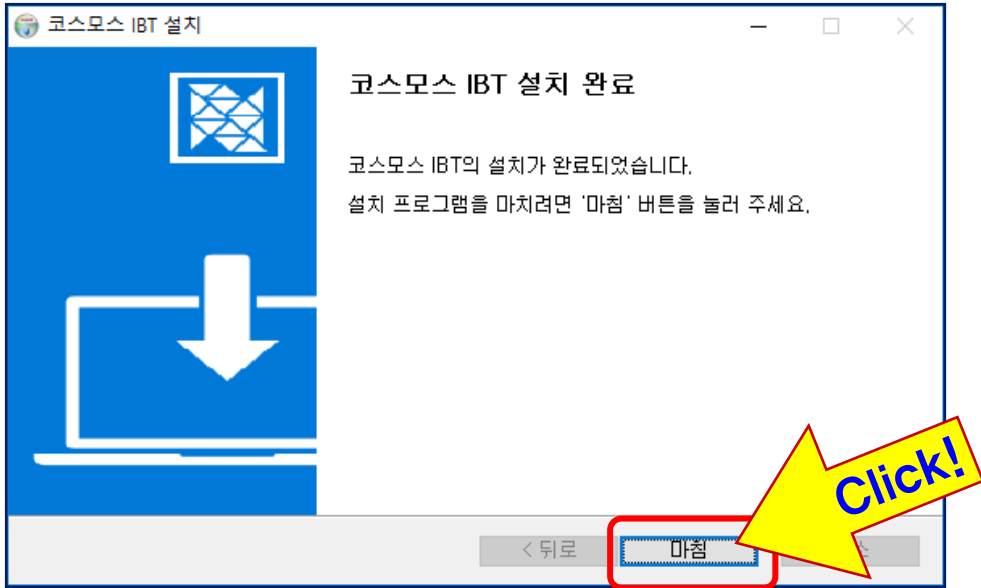 코스모스 IBT 설치
코스모스 IBT 설치 완료
코스모스 IBT의 설치가 완료되었습니다.
설치 프로그램을 마치려면 '마침' 버튼을 눌러 주세요.
Click!
< 뒤로
마침